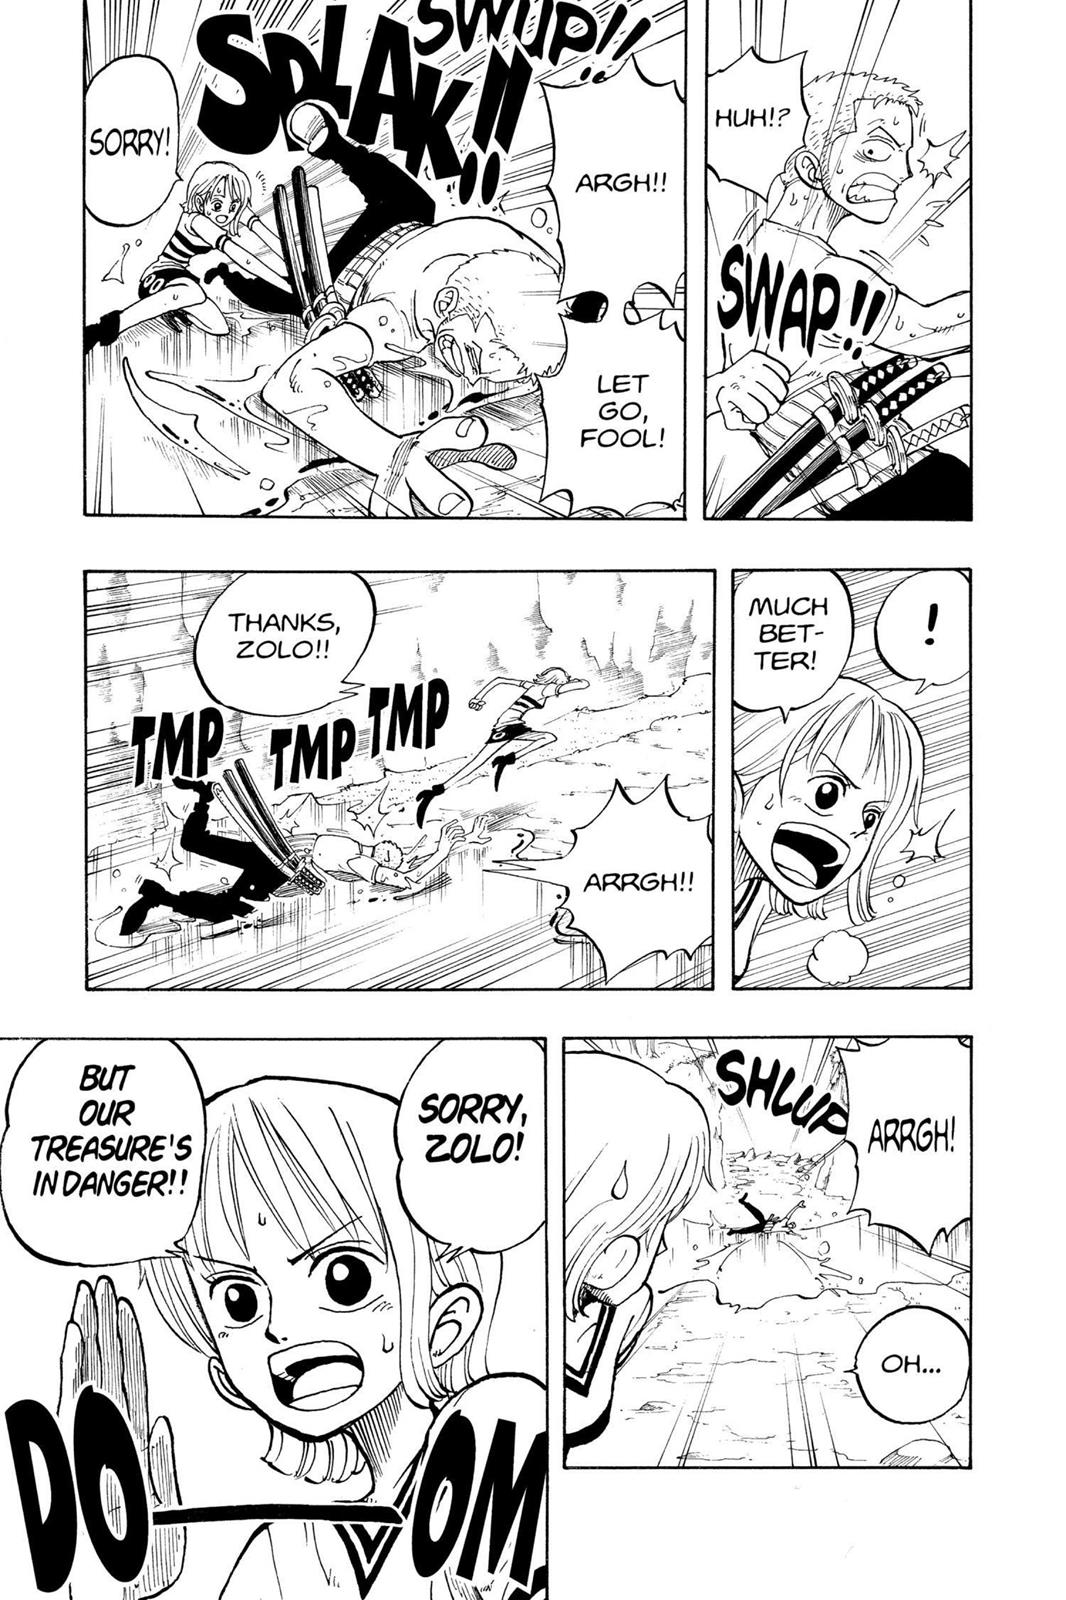 HUH!?
SWAP!!
SWUP!!
SPLAK!!
ARGH!!
LET
GO,
FOOL!
SORRY!
!
MUCH
BET-
TER!
THANKS,
ZOLO!!
TMP
TMP
TMP
ARRGH!!
SHLUP
ARRGH!
OH...
SORRY,
ZOLO!
BUT
OUR
TREASURE'S
IN DANGER!!
DO—OM